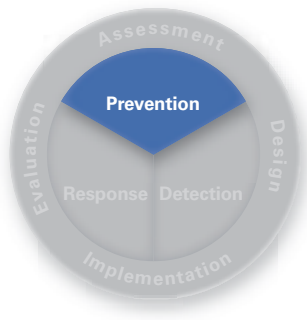 Assessment
Prevention
Evaluation
Design
Response
Detection
Implementation